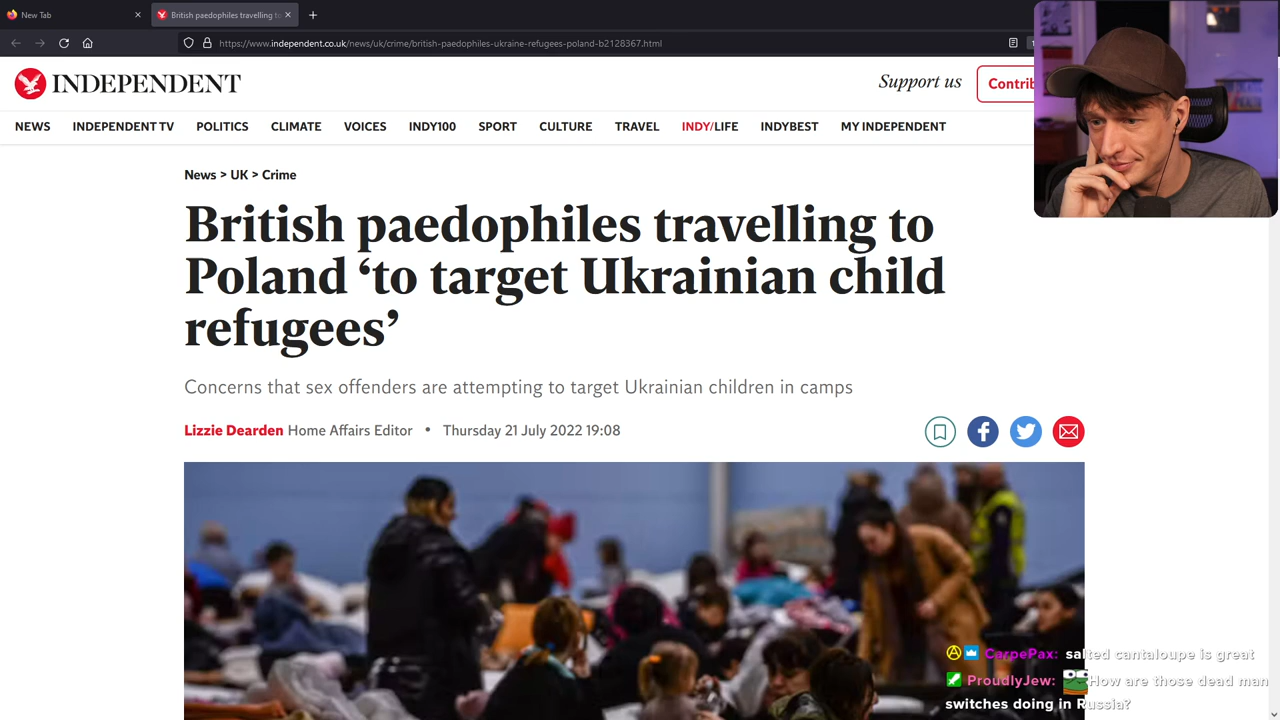 New Tab
British paedophiles travelling t
https://www.independent.co.uk/news/uk/crime/british-paedophiles-ukraine-refugees-poland-b2128367.html
INDEPENDENT
Support us
Contrib
NEWS INDEPENDENT TV POLITICS CLIMATE VOICES INDY100 SPORT CULTURE TRAVEL INDY/LIFE INDYBEST MY INDEPENDENT
News > UK > Crime
British paedophiles travelling to
Poland ‘to target Ukrainian child
refugees’
Concerns that sex offenders are attempting to target Ukrainian children in camps
Lizzie Dearden Home Affairs Editor • Thursday 21 July 2022 19:08
CarpePax: salted cantaloupe is great
ProudlyJew: How are those dead man
switches doing in Russia?